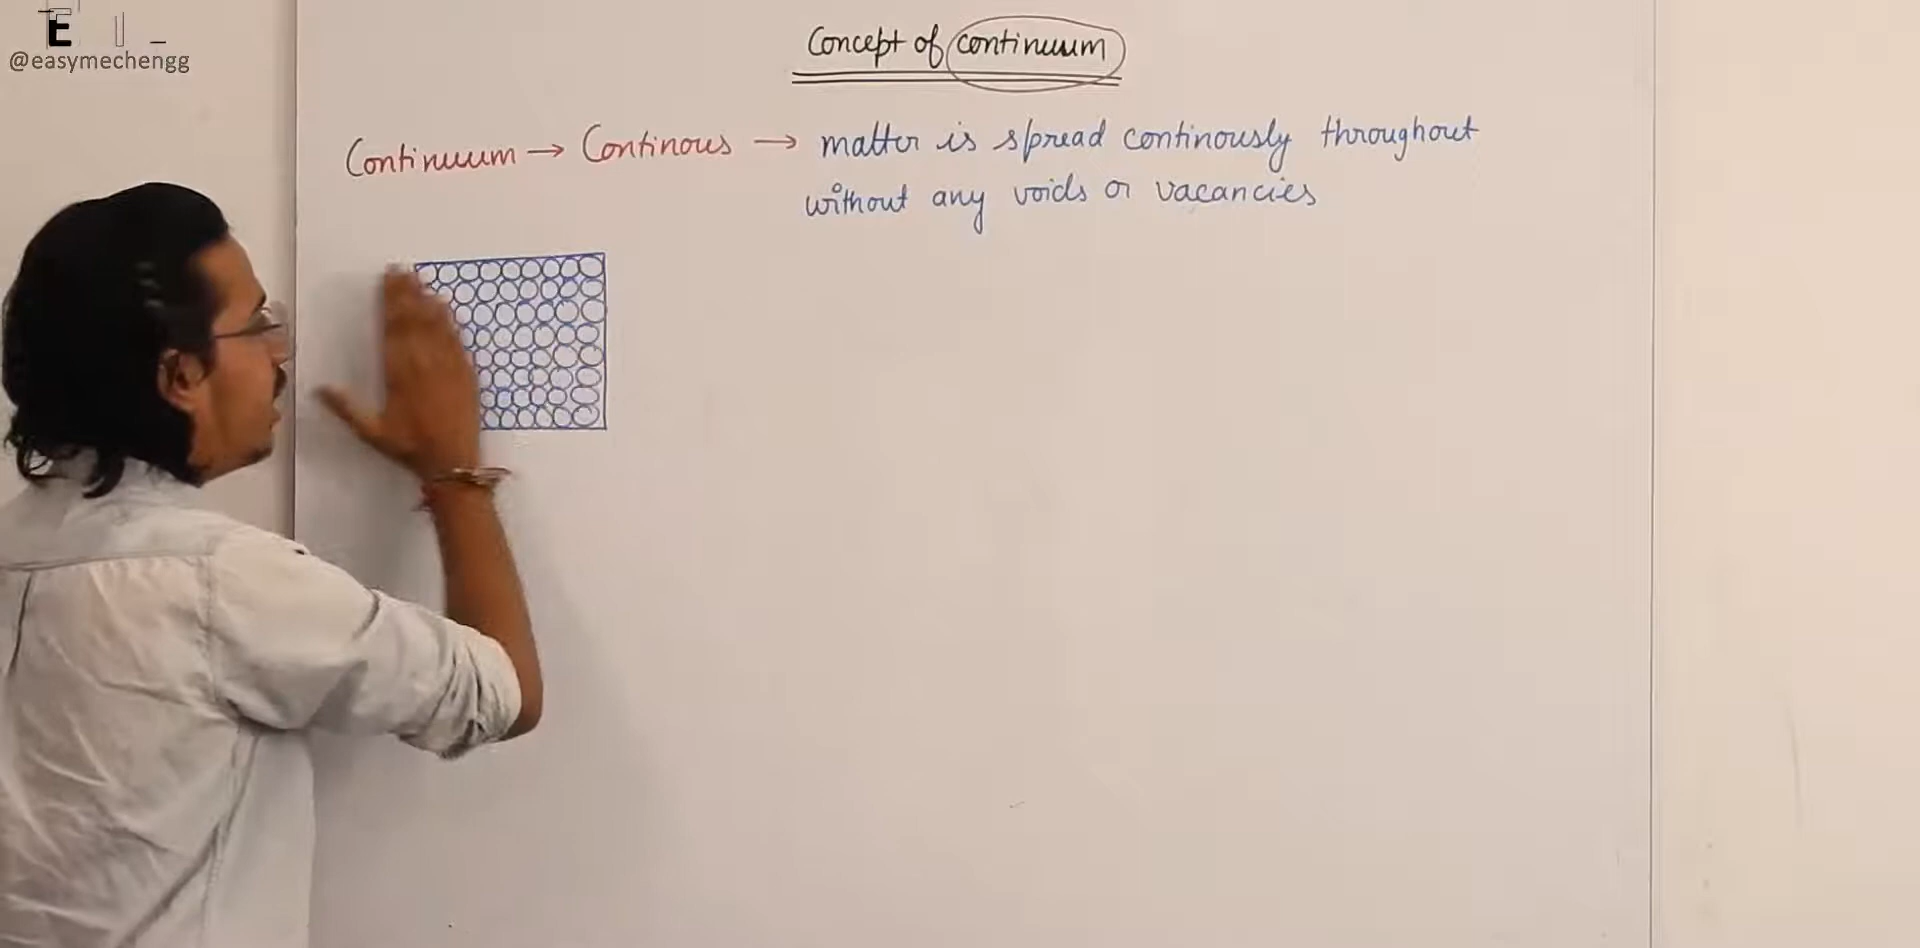 E
@easymechengg
Concept of continuum
Continuum → Continous → matter is spread continously throughout
without any voids or vacancies